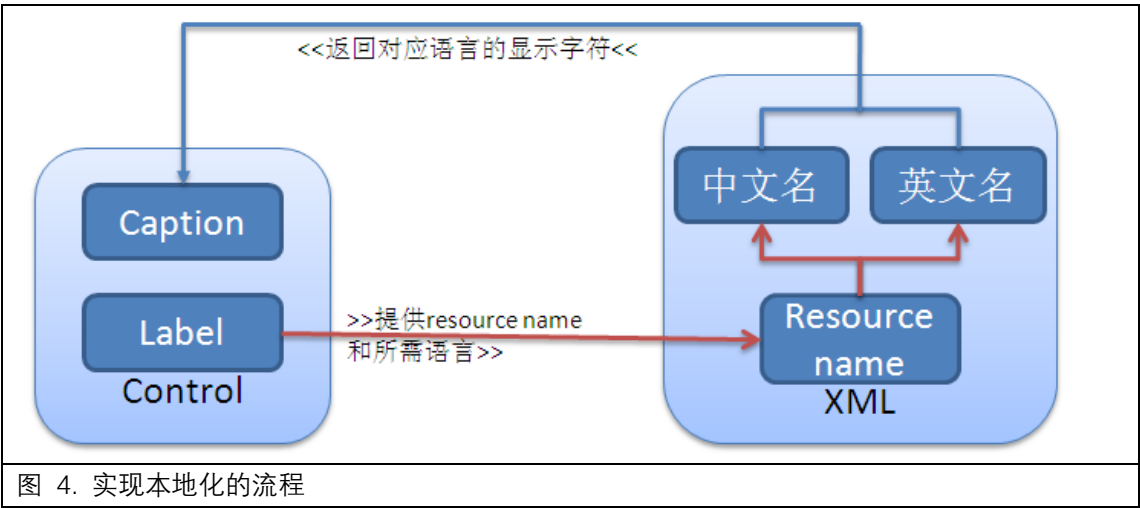 <<返回对应语言的显示字符<<
中文名
英文名
Caption
Label
Control
>>提供resource name
和所需语言>>
Resource
name
XML
图 4. 实现本地化的流程